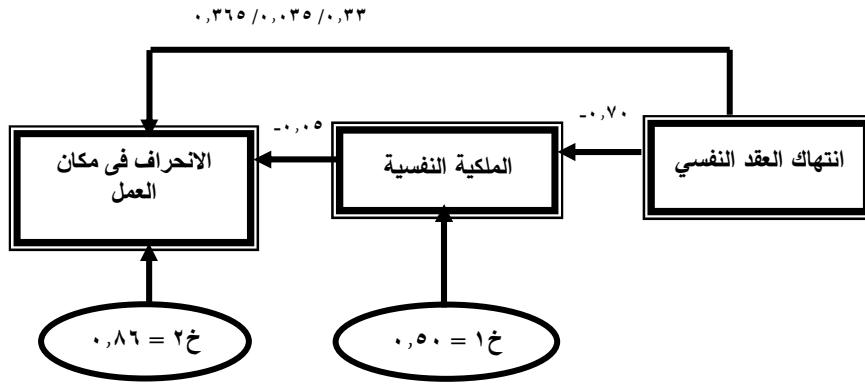 ٠,٣٦٥ /٠,٠٣٥ /٠,٣٣
-٠,٧٠
-٠,٠٥
انتهاك العقد النفسي
الملكية النفسية
الانحراف فى مكان
العمل
خ١ = ٠,٥٠
خ٢ = ٠,٨٦